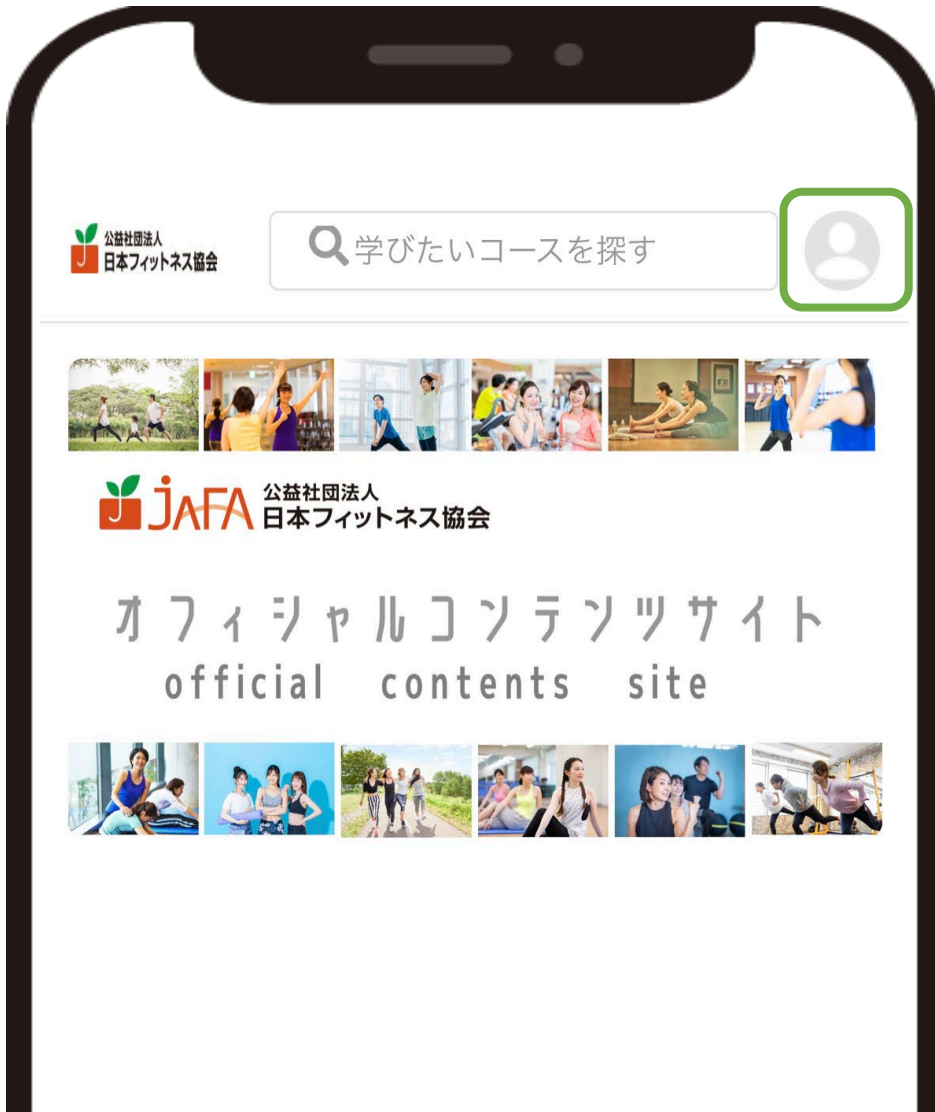 公益社団法人
日本フィットネス協会
学びたいコースを探す
JAFA 公益社団法人
日本フィットネス協会
オフィシャルコンテンツサイト
official contents site